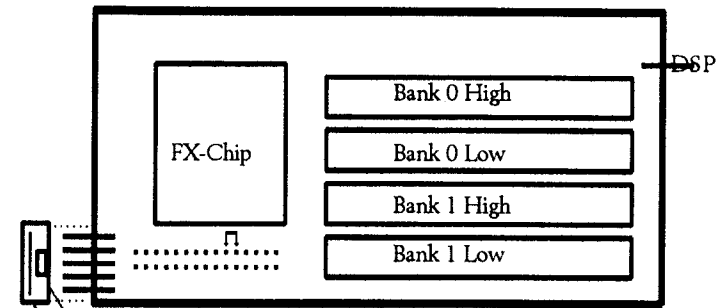 DSP
Bank 0 High
FX-Chip
Bank 0 Low
Bank 1 High
Bank 1 Low